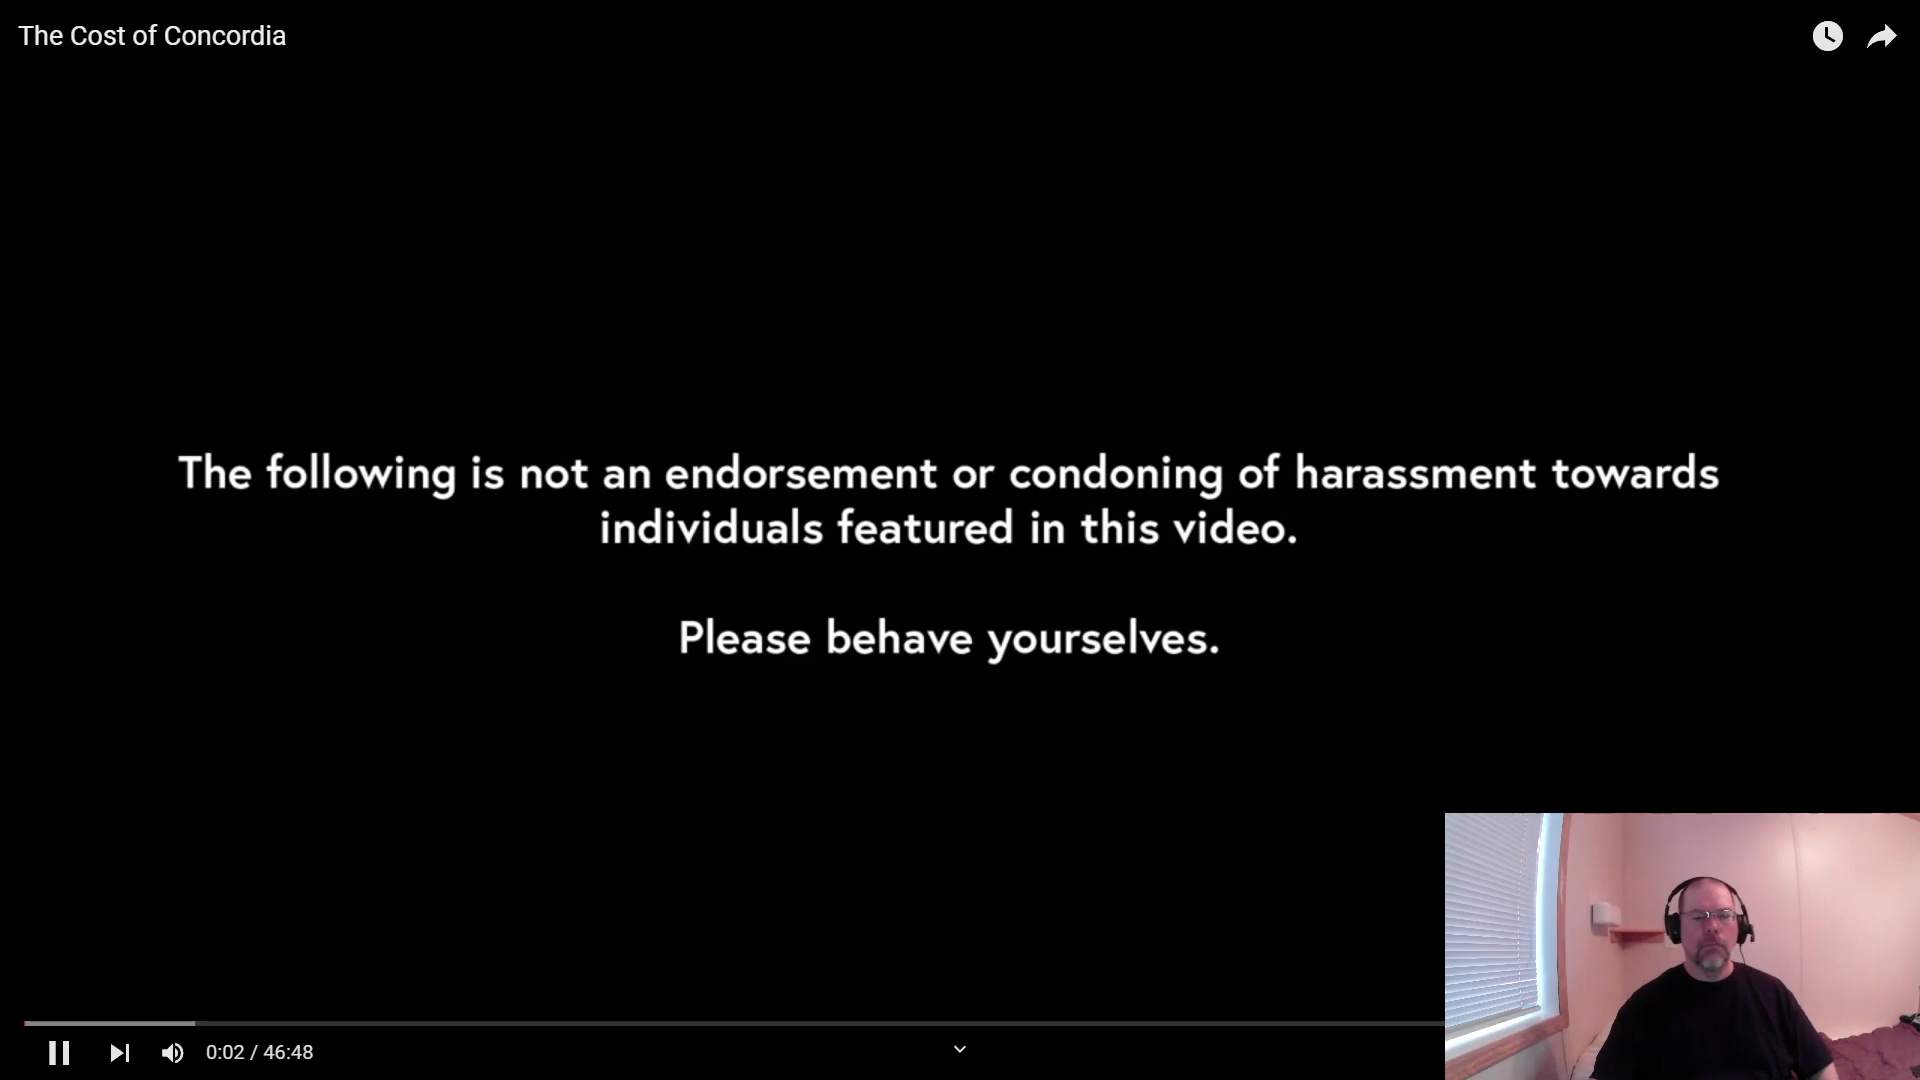 The Cost of Concordia
The following is not an endorsement or condoning of harassment towards
individuals featured in this video.
Please behave yourselves.
0:02 / 46:48